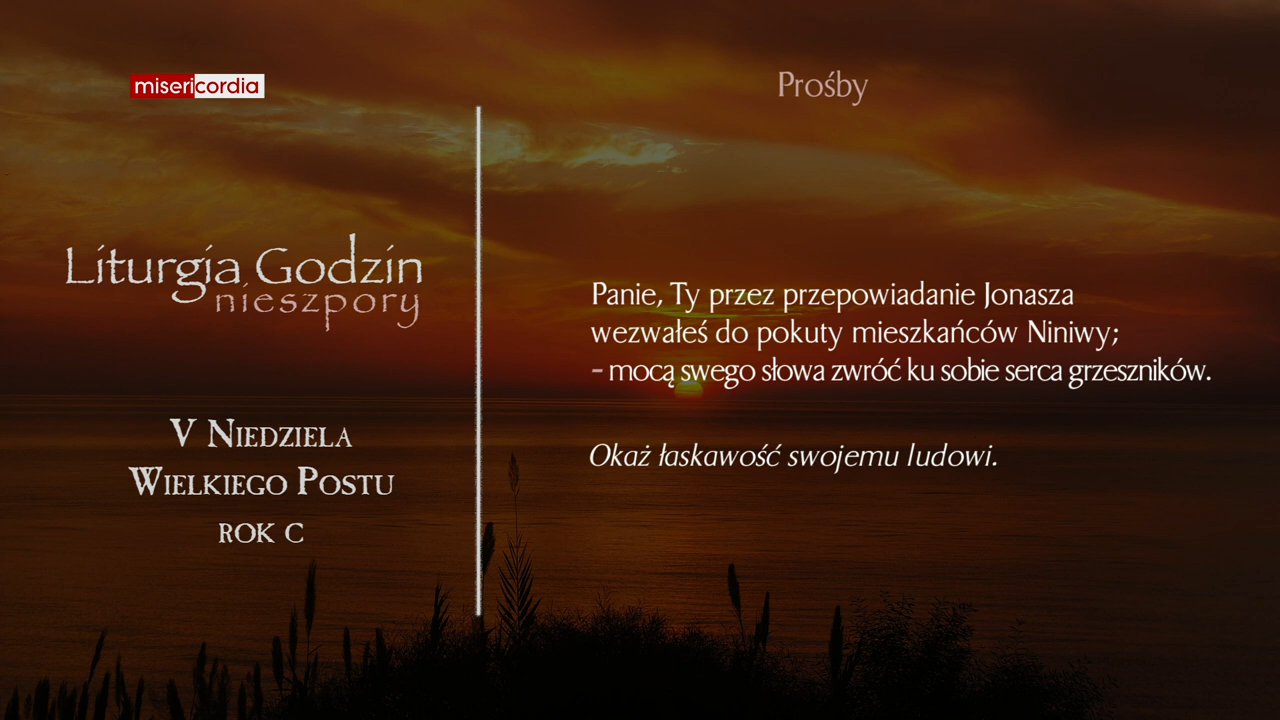 misericordia
Prośby
Liturgia Godzin
nieszpory
V Niedziela
Wielkiego Postu
rok C
Panie, Ty przez przepowiadanie Jonasza
wezwałeś do pokuty mieszkańców Niniwy;
- mocą swego słowa zwróć ku sobie serca grzeszników.
Okaż łaskawość swojemu ludowi.